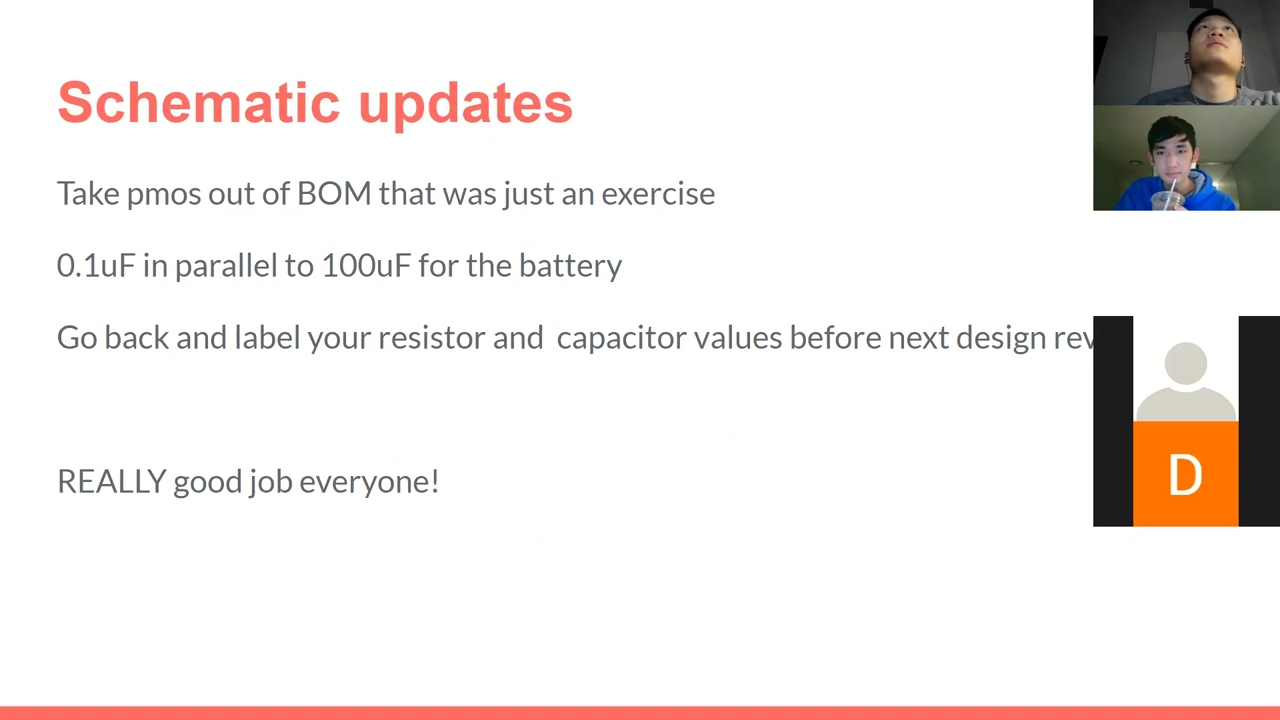 Schematic updates
Take pmos out of BOM that was just an exercise
0.1uF in parallel to 100uF for the battery
Go back and label your resistor and  capacitor values before next design rev
REALLY good job everyone!
D